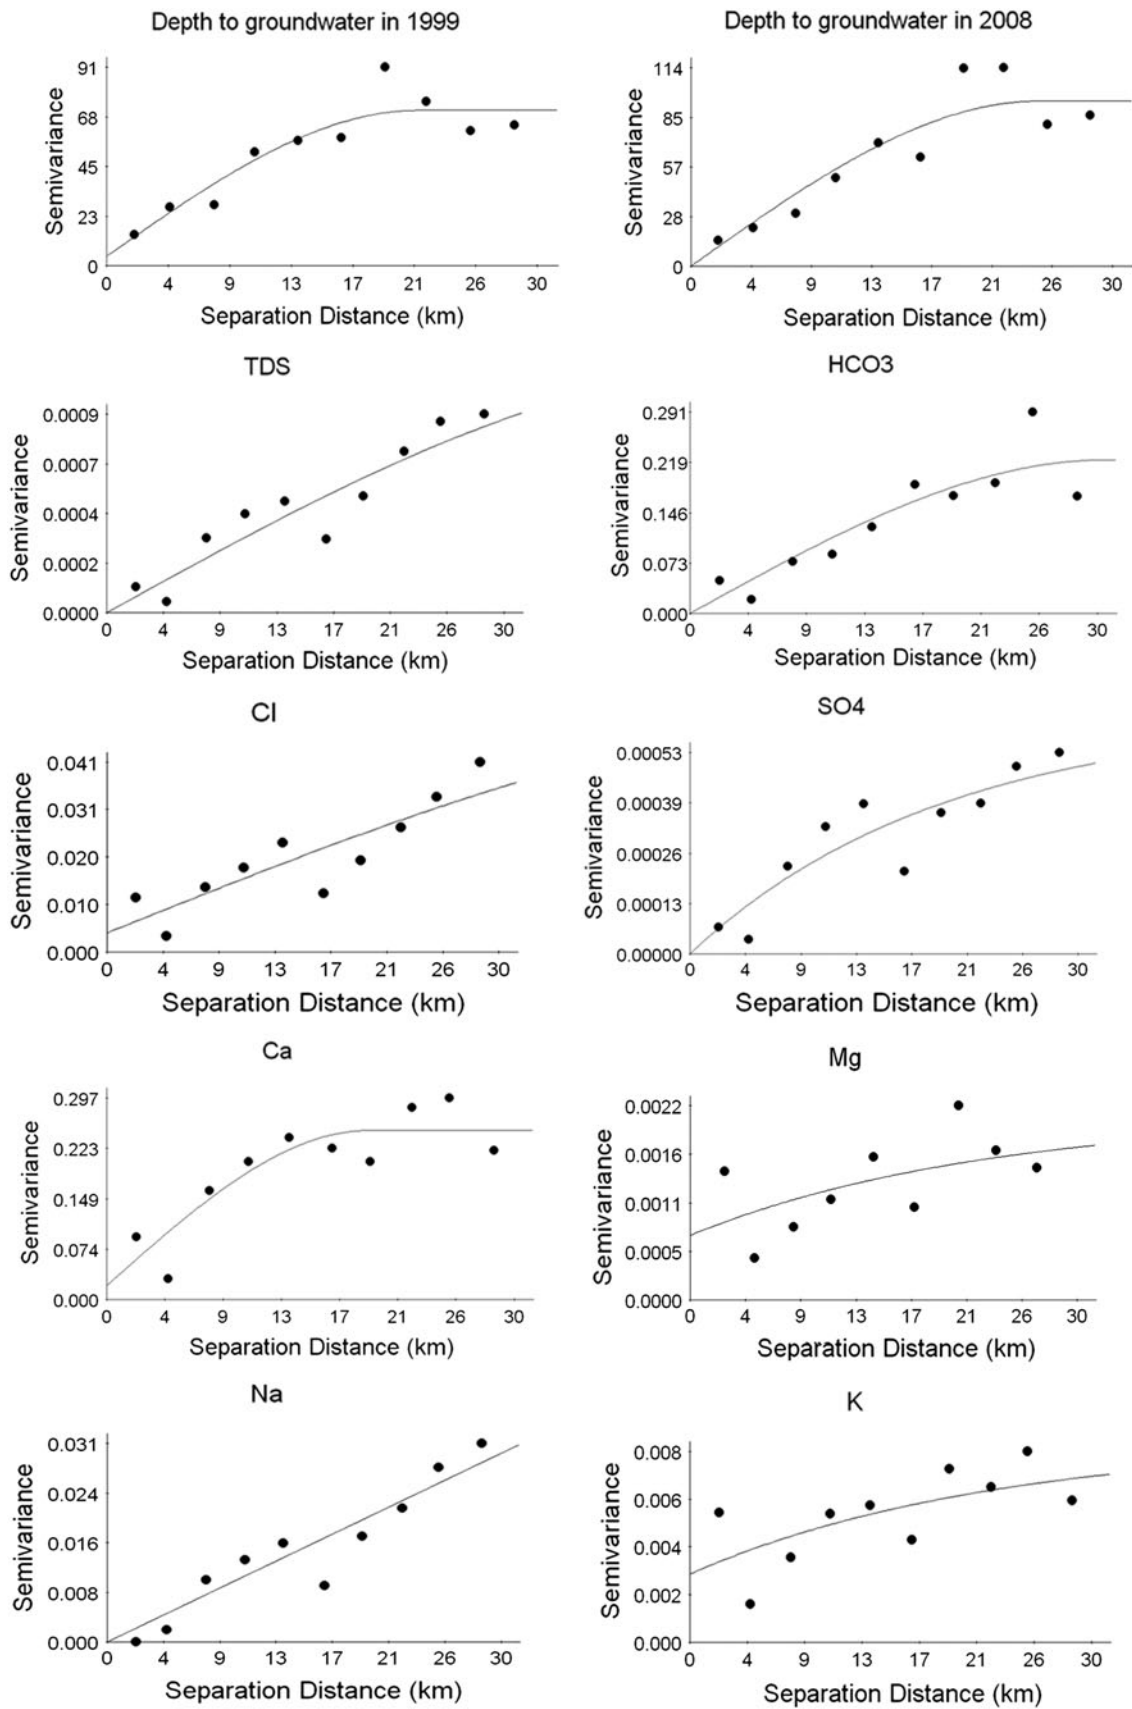 Depth to groundwater in 1999
Semivariance
91
68
45
23
0
0 4 9 13 17 21 26 30
Separation Distance (km)
Depth to groundwater in 2008
Semivariance
114
85
57
28
0
0 4 9 13 17 21 26 30
Separation Distance (km)
TDS
Semivariance
0.0009
0.0007
0.0004
0.0002
0.0000
0 4 9 13 17 21 26 30
Separation Distance (km)
HCO3
Semivariance
0.291
0.219
0.146
0.073
0.000
0 4 9 13 17 21 26 30
Separation Distance (km)
Cl
Semivariance
0.041
0.031
0.020
0.010
0.000
0 4 9 13 17 21 26 30
Separation Distance (km)
SO4
Semivariance
0.00053
0.00039
0.00026
0.00013
0.00000
0 4 9 13 17 21 26 30
Separation Distance (km)
Ca
Semivariance
0.297
0.223
0.149
0.074
0.000
0 4 9 13 17 21 26 30
Separation Distance (km)
Mg
Semivariance
0.0022
0.0016
0.0011
0.0005
0.0000
0 4 9 13 17 21 26 30
Separation Distance (km)
Na
Semivariance
0.031
0.024
0.016
0.008
0.000
0 4 9 13 17 21 26 30
Separation Distance (km)
K
Semivariance
0.008
0.006
0.004
0.002
0.000
0 4 9 13 17 21 26 30
Separation Distance (km)